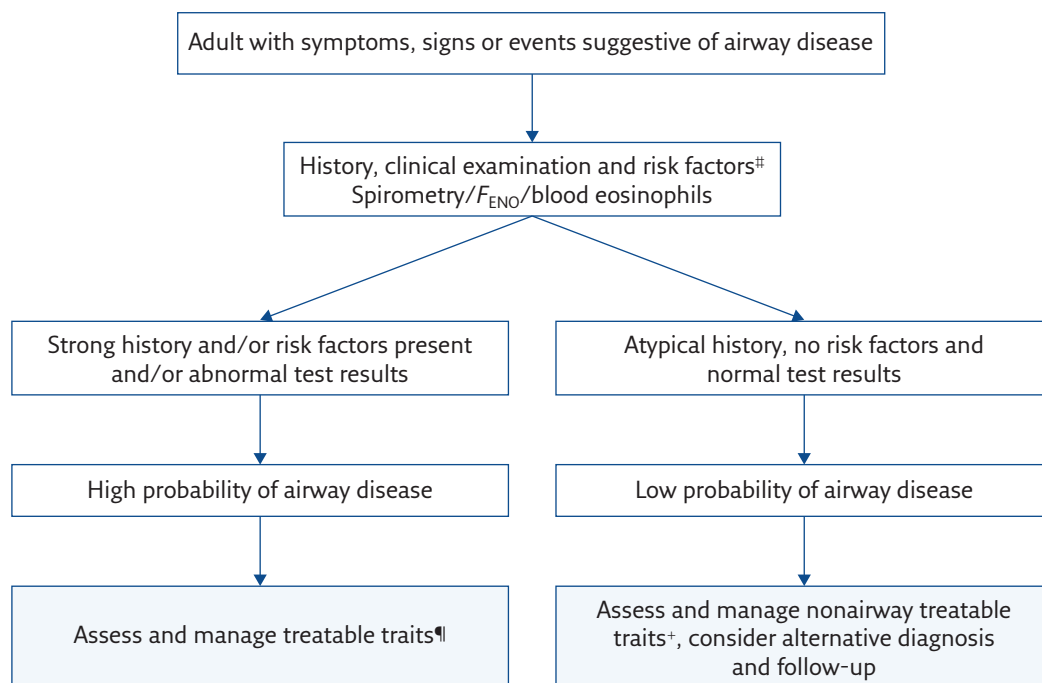 Adult with symptoms, signs or events suggestive of airway disease
History, clinical examination and risk factors#
Spirometry/FENO/blood eosinophils
Strong history and/or risk factors present
and/or abnormal test results
Atypical history, no risk factors and
normal test results
High probability of airway disease
Low probability of airway disease
Assess and manage treatable traits¶
Assess and manage nonairway treatable
traits+, consider alternative diagnosis
and follow-up